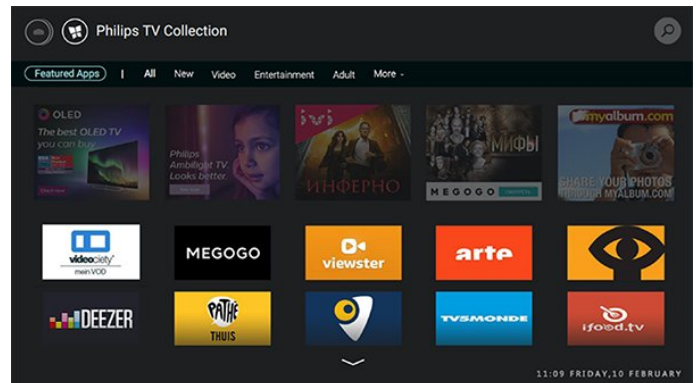 Philips TV Collection
Featured Apps | All New Video Entertainment Adult More
OLED
The best OLED TV
you can buy
Philips
Ambilight TV.
Looks better.
ИНФЕРНО
МИФЫ
MEGOGO
myalbum.com
SHARE YOUR PHOTOS
THROUGH MYALBUM.COM
videociety
mein VOD
MEGOGO
viewster
arte
DEEZER
PATHÉ
THUIS
TV5MONDE
ifood.tv
11:09 FRIDAY,10 FEBRUARY